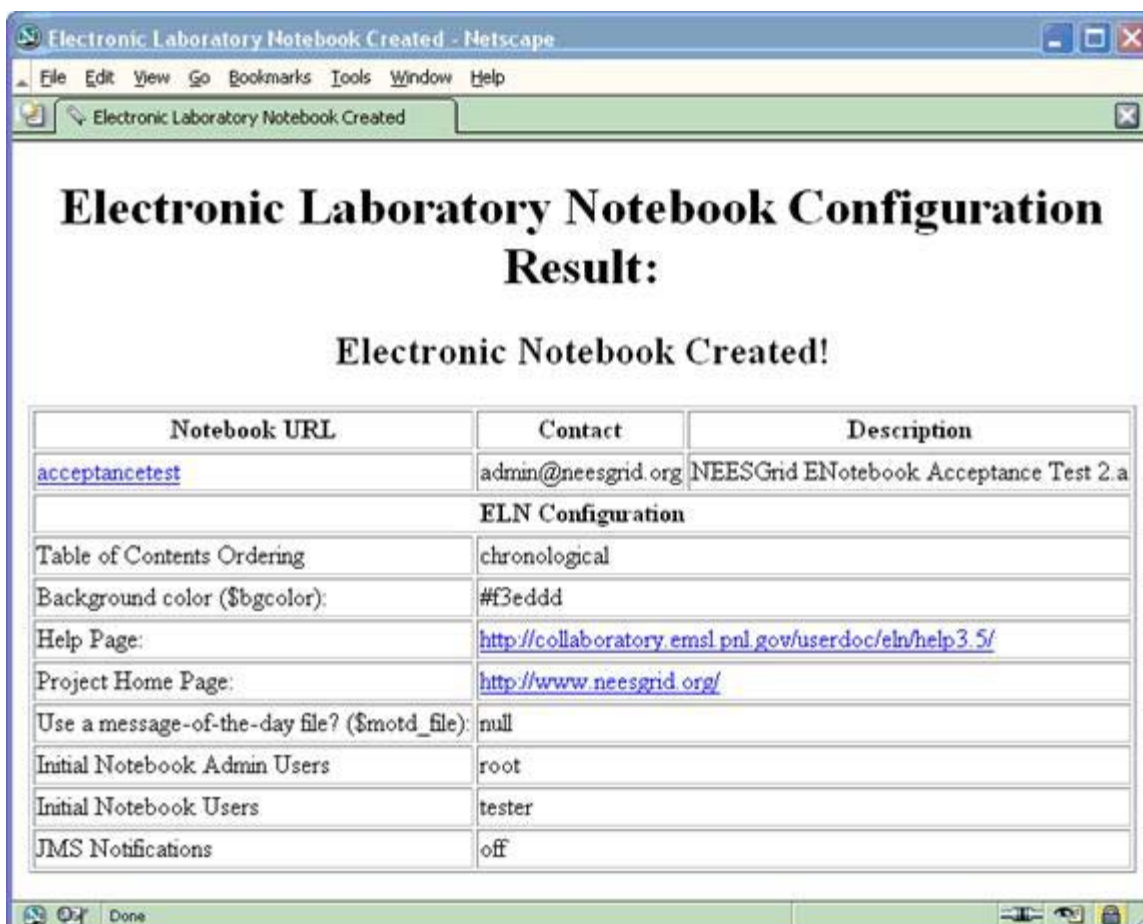 Electronic Laboratory Notebook Created - Netscape
File Edit View Go Bookmarks Tools Window Help
Electronic Laboratory Notebook Created
Electronic Laboratory Notebook Configuration
Result:
Electronic Notebook Created!
Notebook URL Contact Description
acceptancetest admin@neesgrid.org NEESGrid ENotebook Acceptance Test 2.a
ELN Configuration
Table of Contents Ordering chronological
Background color ($bgcolor): #f3eddd
Help Page: http://collaboratory.emsl.pnl.gov/userdoc/eln/help3.5/
Project Home Page: http://www.neesgrid.org/
Use a message-of-the-day file? ($motd_file): null
Initial Notebook Admin Users root
Initial Notebook Users tester
JMS Notifications off
Done